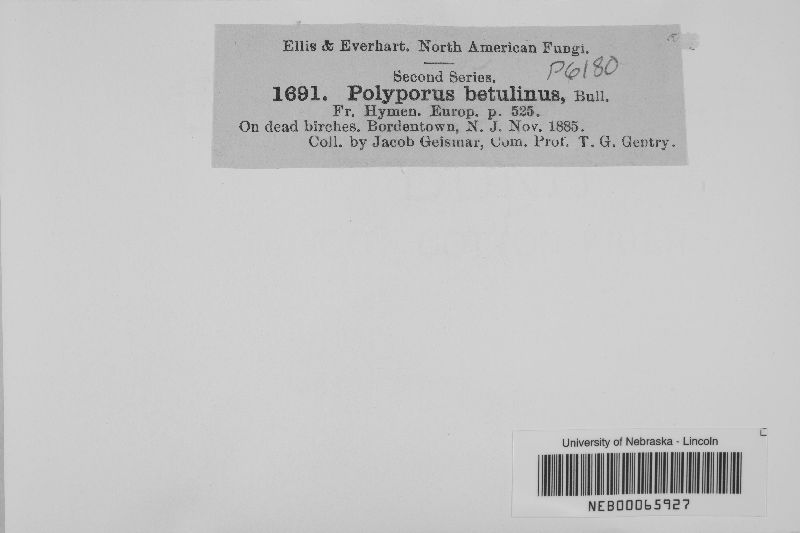 Ellis & Everhart. North American Fungi.
Second Series.
P6180
1691. Polyporus betulinus, Bull.
Fr. Hymen. Europ. p. 525.
On dead birches. Bordentown, N. J. Nov. 1885.
Coll. by Jacob Geismar, Com. Prof. T. G. Gentry.
University of Nebraska - Lincoln
NEB00065927